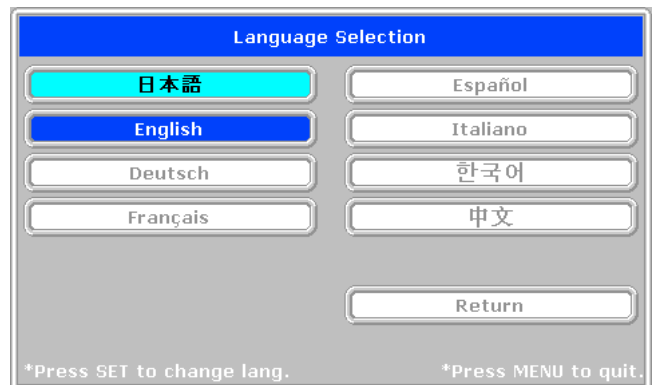 Language Selection
日本語
Español
English
Italiano
Deutsch
한국어
Français
中文
Return
*Press SET to change lang.
*Press MENU to quit.